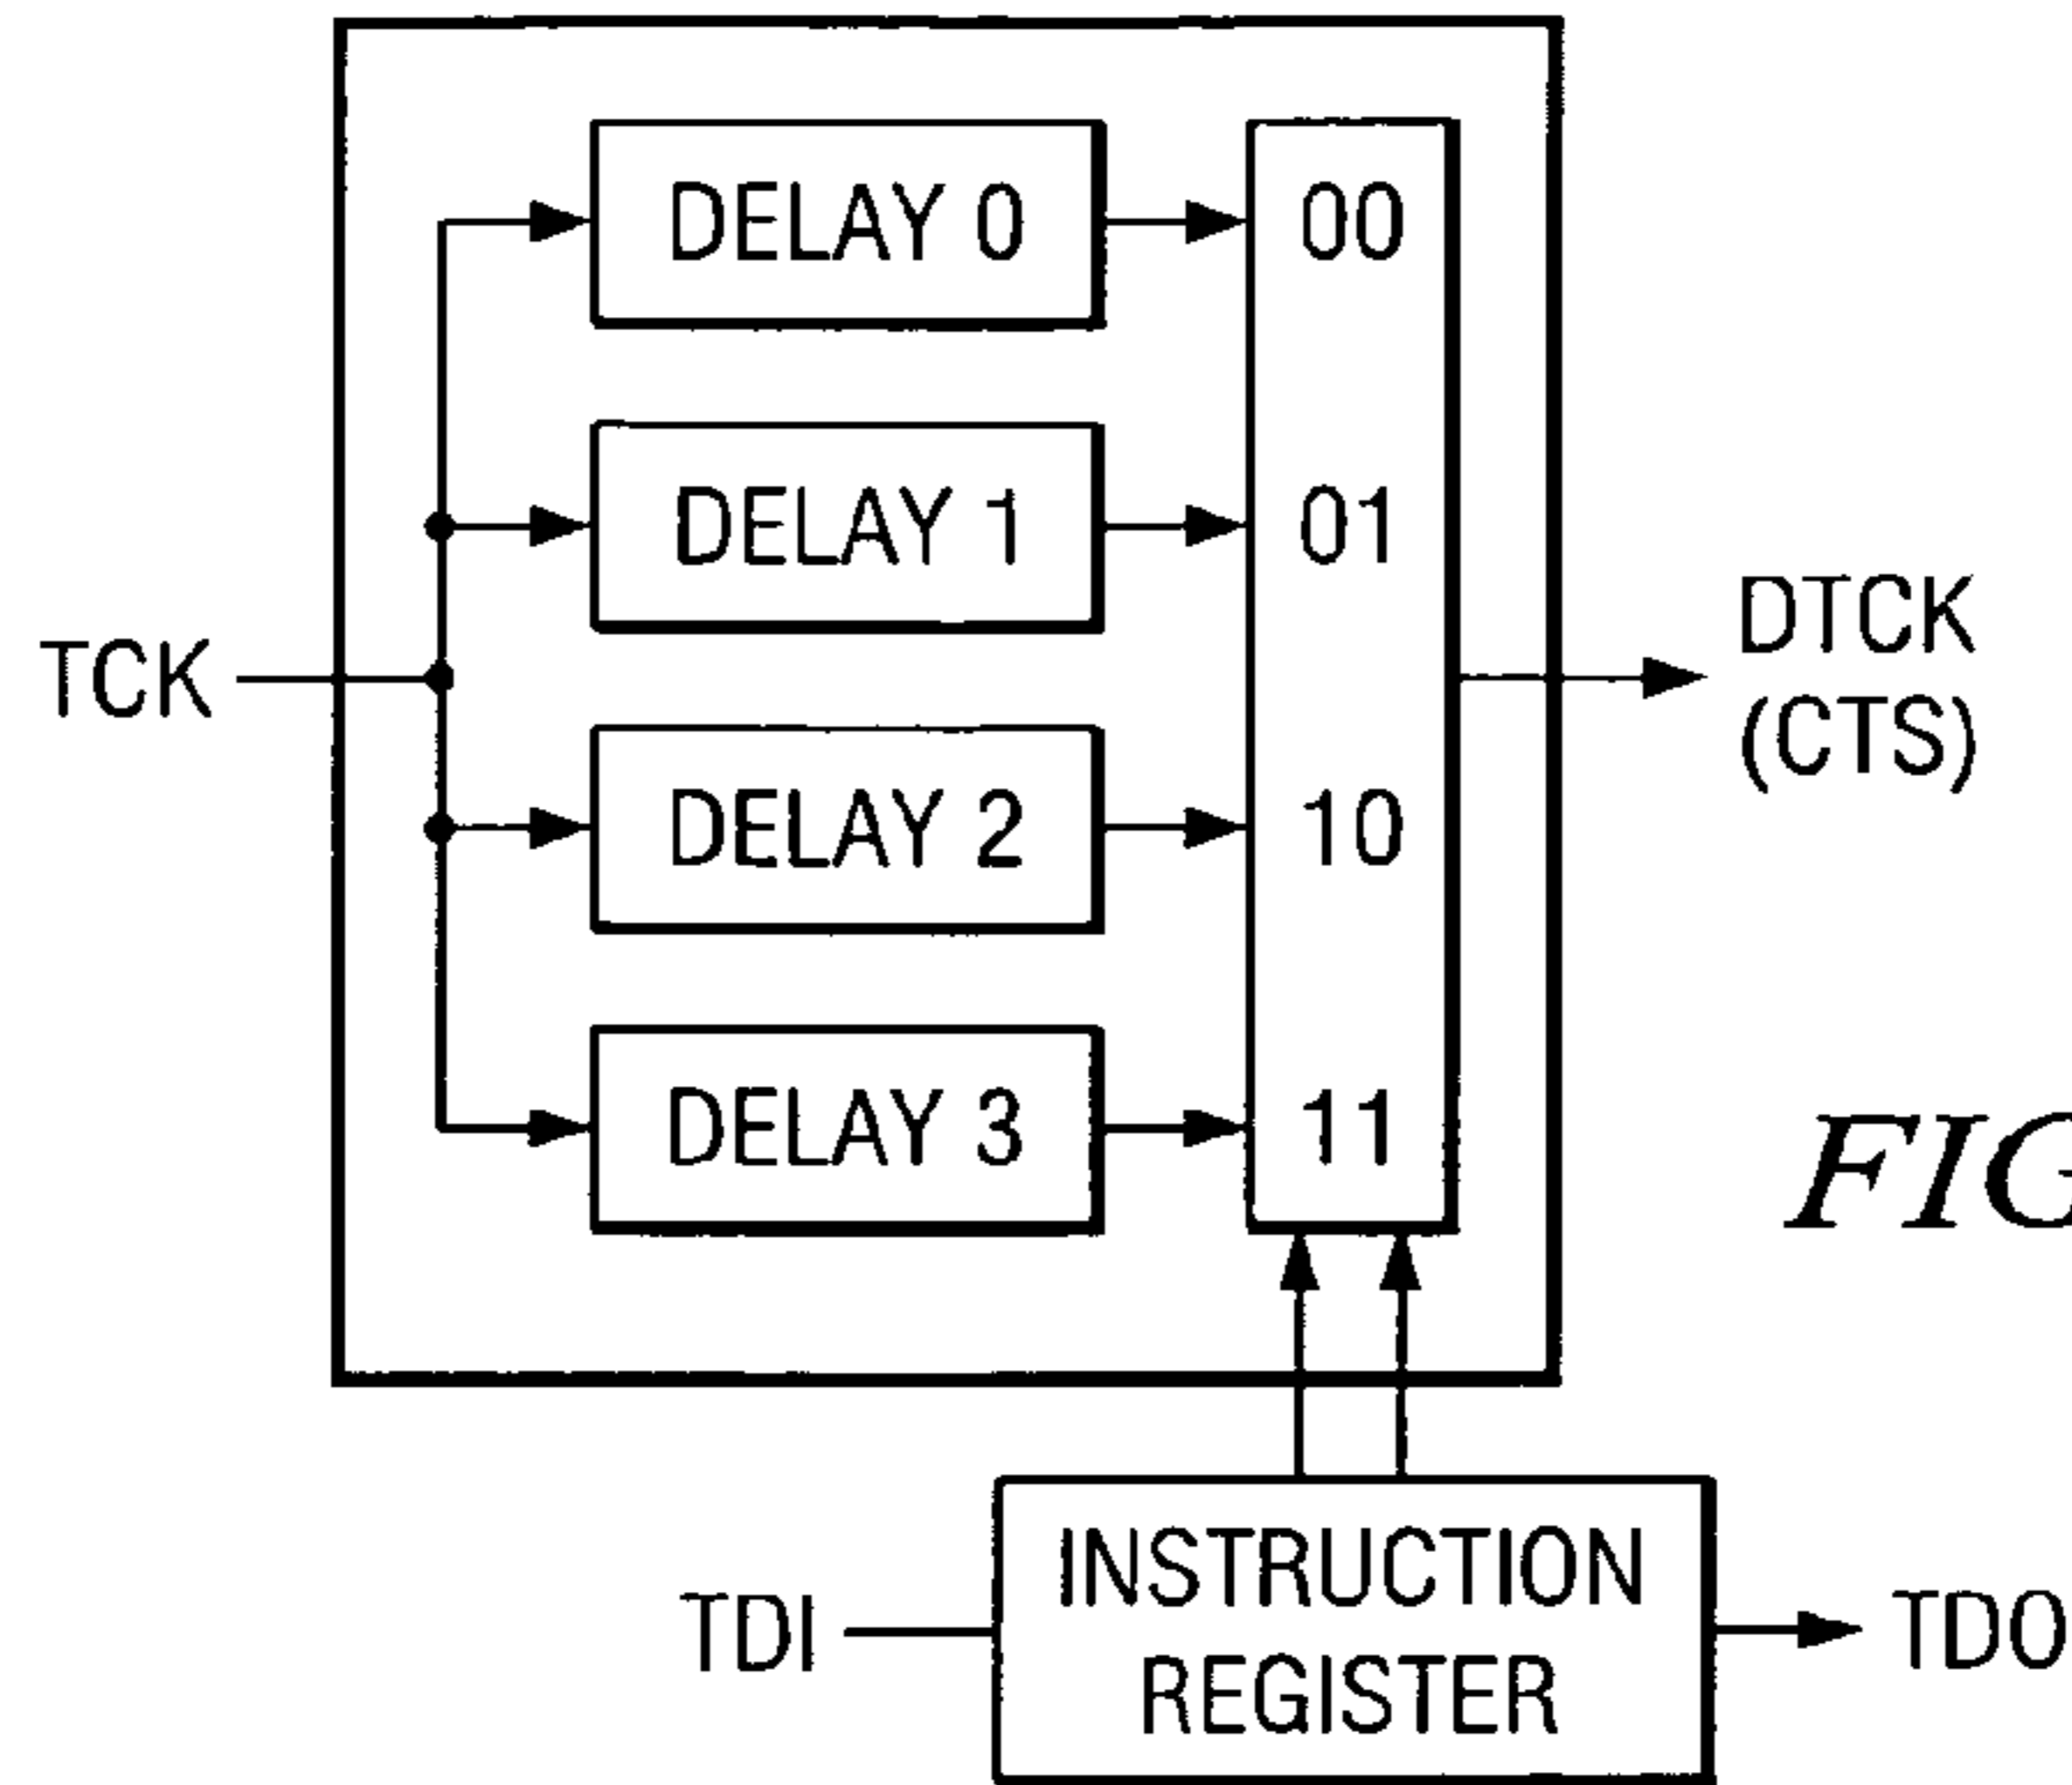 DELAY 0
00
DELAY 1
01
TCK
DTCK
(CTS)
DELAY 2
10
DELAY 3
11
FIG
INSTRUCTION
REGISTER
TDI
TDO